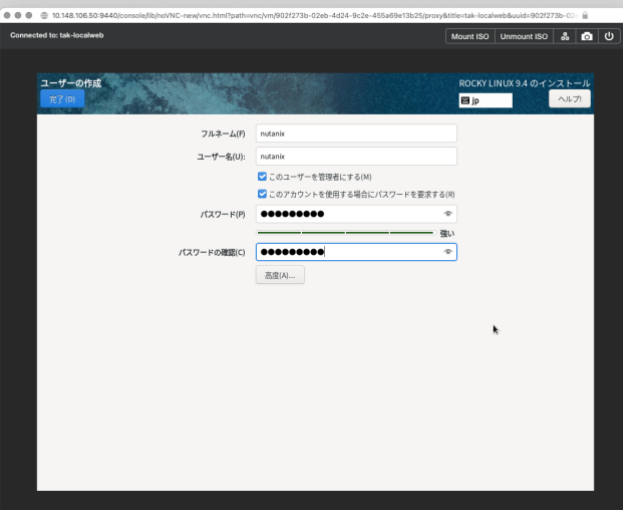 10.148.106.50:9440/console/lib/noVNC-new/vnc.html?path=vnc/vm/902f273b-02eb-4d24-9c2e-455a69e13b25/proxy&title=tak-localweb&uuid=902f273b-02
Connected to: tak-localweb
Mount ISO
Unmount ISO
ユーザーの作成
ROCKY LINUX 9.4 のインストール
完了(D)
jp
ヘルプ!
フルネーム(F)
nutanix
ユーザー名(U):
nutanix
このユーザーを管理者にする(M)
このアカウントを使用する場合にパスワードを要求する(R)
パスワード(P)
●●●●●●●●●
強い
パスワードの確認(C)
●●●●●●●●●
高度(A)...